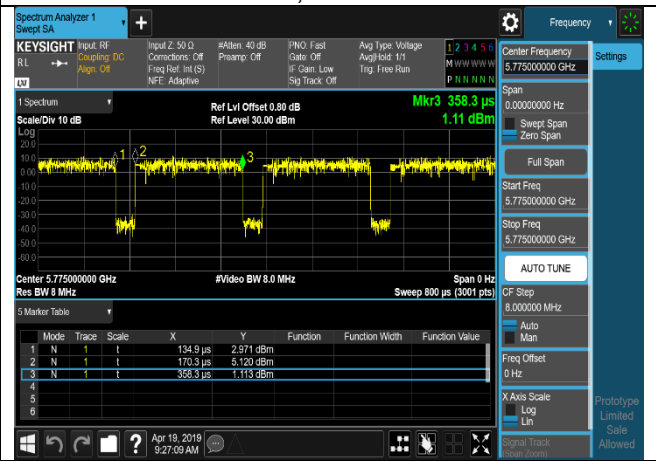 Spectrum Analyzer 1
Swept SA
Frequency
KEYSIGHT
RL
LXI
Input: RF
Coupling: DC
Align: Off
Input Z: 50 Ω
Corrections: Off
Freq Ref: Int (S)
NFE: Adaptive
#Atten: 40 dB
Preamp: Off
PNO: Fast
Gate: Off
IF Gain: Low
Sig Track: Off
Avg Type: Voltage
Avg|Hold: 1/1
Trig: Free Run
1 2 3 4 5 6
M W W W W W
P N N N N N
1 Spectrum
Scale/Div 10 dB
Ref Lvl Offset 0.80 dB
Ref Level 30.00 dBm
Mkr3 358.3 µs
1.11 dBm
Log
20.0
10.0
0.00
-10.0
-20.0
-30.0
-40.0
-50.0
-60.0
1
2
3
Center 5.775000000 GHz
#Video BW 8.0 MHz
Span 0 Hz
Res BW 8 MHz
Sweep 800 µs (3001 pts)
5 Marker Table
Mode Trace Scale X Y Function Function Width Function Value
1 N 1 t 134.9 µs 2.971 dBm
2 N 1 t 170.3 µs 5.120 dBm
3 N 1 t 358.3 µs 1.113 dBm
4
5
6
Apr 19, 2019
9:27:09 AM
?
Center Frequency
5.775000000 GHz
Settings
Span
0.00000000 Hz
Swept Span
Zero Span
Full Span
Start Freq
5.775000000 GHz
Stop Freq
5.775000000 GHz
AUTO TUNE
CF Step
8.000000 MHz
Auto
Man
Freq Offset
0 Hz
X Axis Scale
Log
Lin
Signal Track
(Span Zoom)
Prototype
Limited
Sale
Allowed